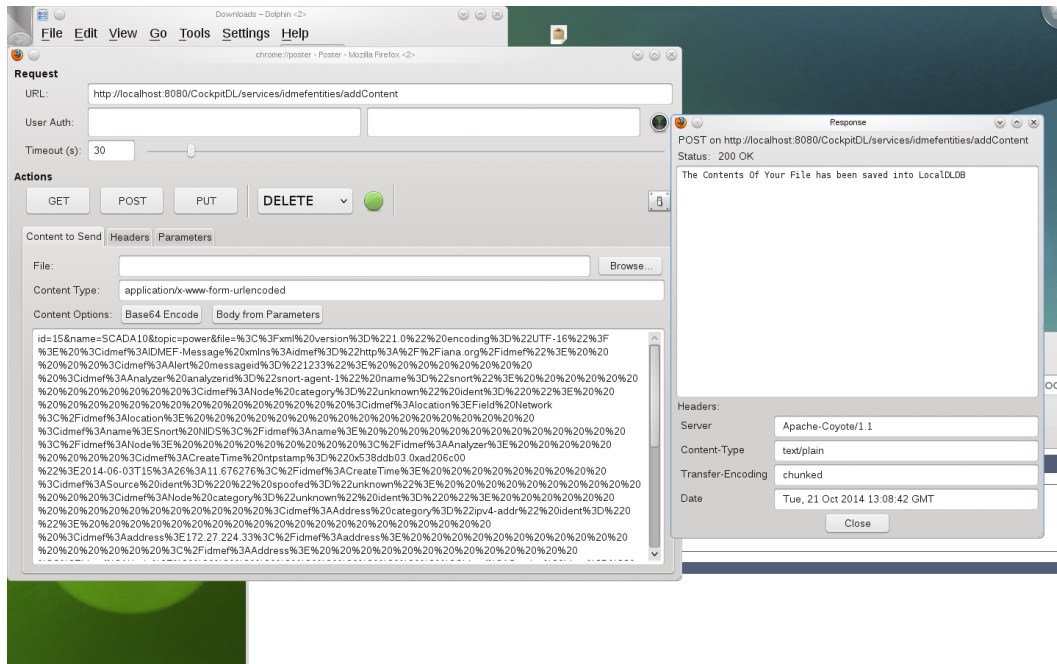 Downloads – Dolphin <2>
File Edit View Go Tools Settings Help
chrome://poster - Poster - Mozilla Firefox <2>
Request
URL: http://localhost:8080/CockpitDL/services/idmefentities/addContent
User Auth:
Timeout (s): 30
Actions
GET POST PUT DELETE
Content to Send Headers Parameters
File: Browse...
Content Type: application/x-www-form-urlencoded
Content Options: Base64 Encode Body from Parameters
id=15&name=SCADA10&topic=power&file=%3C%3Fxml%20version%3D%221.0%22%20encoding%3D%22UTF-16%22%3F
%3E%20%20%3Cidmef%3AIDMEF-Message%20xmlns%3Aidmef%3D%22http%3A%2F%2Fiana.org%2Fidmef%22%3E%20%20
%20%20%20%20%3Cidmef%3AAlert%20messageid%3D%221233%22%3E%20%20%20%20%20%20%20
%20%20%3Cidmef%3AAnalyzer%20analyzerid%3D%22snort-agent-1%22%20name%3D%22snort%22%3E%20%20%20%20%20%20%20
%20%20%20%20%20%20%20%20%3Cidmef%3ANode%20category%3D%22unknown%22%20ident%3D%220%22%3E%20%20%20
%20%20%20%20%20%20%20%20%20%20%20%20%20%20%20%20%20%3Cidmef%3Alocation%3EField%20Network
%3C%2Fidmef%3Alocation%3E%20%20%20%20%20%20%20%20%20%20%20%20%20%20%20%20%20
%3Cidmef%3Aname%3ESnort%20NIDS%3C%2Fidmef%3Aname%3E%20%20%20%20%20%20%20%20%20%20%20%20
%3C%2Fidmef%3ANode%3E%20%20%20%20%20%20%20%20%20%20%3C%2Fidmef%3AAnalyzer%3E%20%20%20%20%20
%20%20%20%20%20%3Cidmef%3ACreateTime%20ntpstamp%3D%220x538ddb03.0xad206c00
%22%3E2014-06-03T15%3A26%3A11.676276%3C%2Fidmef%3ACreateTime%3E%20%20%20%20%20%20%20%20%20%20
%3Cidmef%3ASource%20ident%3D%220%22%20spoofed%3D%22unknown%22%3E%20%20%20%20%20%20%20%20%20%20
%20%20%20%20%3Cidmef%3ANode%20category%3D%22unknown%22%20ident%3D%220%22%3E%20%20%20%20%20
%20%20%20%20%20%20%20%20%20%20%20%20%20%3Cidmef%3AAddress%20category%3D%22ipv4-addr%22%20ident%3D%220
%22%3E%20%20%20%20%20%20%20%20%20%20%20%20%20%20%20%20%20%20
%20%20%3Cidmef%3Aaddress%3E172.27.224.33%3C%2Fidmef%3Aaddress%3E%20%20%20%20%20%20%20%20%20%20
%20%20%20%20%20%20%20%3C%2Fidmef%3AAddress%3E%20%20%20%20%20%20%20%20%20%20%20%20
Response
POST on http://localhost:8080/CockpitDL/services/idmefentities/addContent
Status: 200 OK
The Contents Of Your File has been saved into LocalDLDB
Headers:
Server Apache-Coyote/1.1
Content-Type text/plain
Transfer-Encoding chunked
Date Tue, 21 Oct 2014 13:08:42 GMT
Close